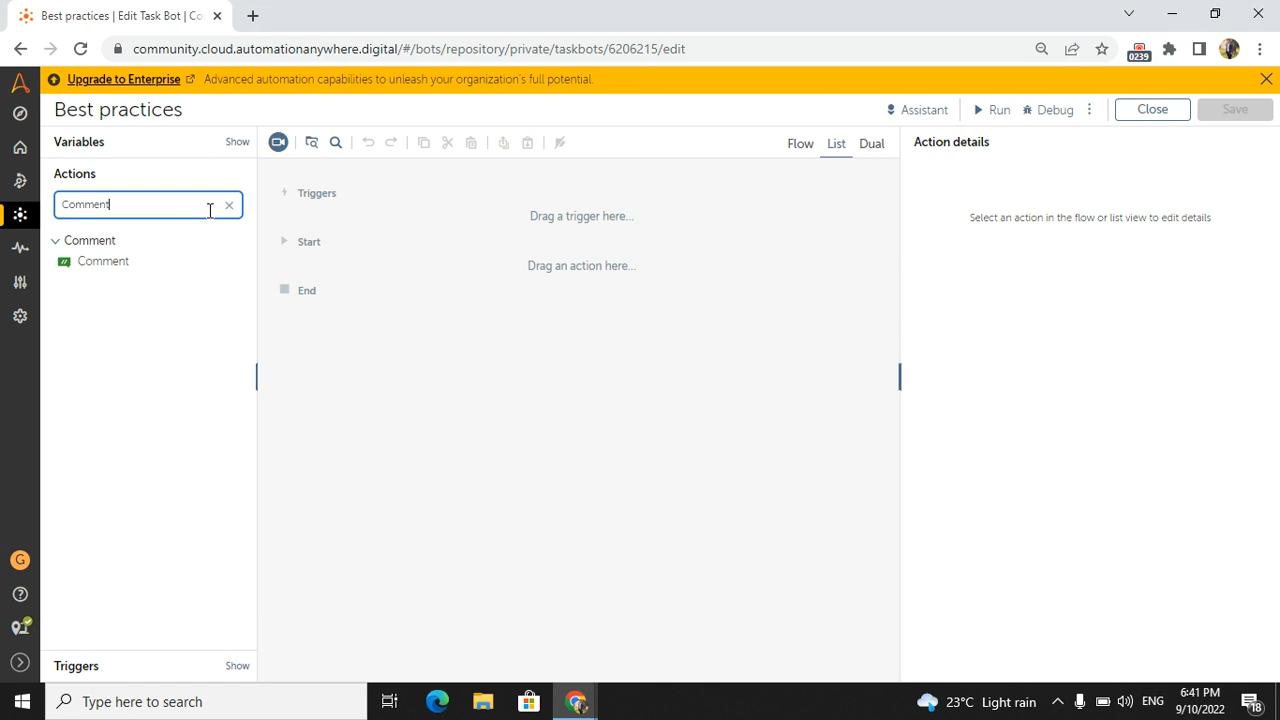 Best practices | Edit Task Bot | Co
community.cloud.automationanywhere.digital/#/bots/repository/private/taskbots/6206215/edit
0239
Upgrade to Enterprise Advanced automation capabilities to unleash your organization's full potential.
Best practices
Assistant Run Debug Close Save
Variables Show
Flow List Dual
Action details
Actions
Comment
Comment
Comment
Triggers
Drag a trigger here...
Start
Drag an action here...
End
Select an action in the flow or list view to edit details
G
Triggers Show
Type here to search
23°C Light rain
ENG
6:41 PM
9/10/2022
18